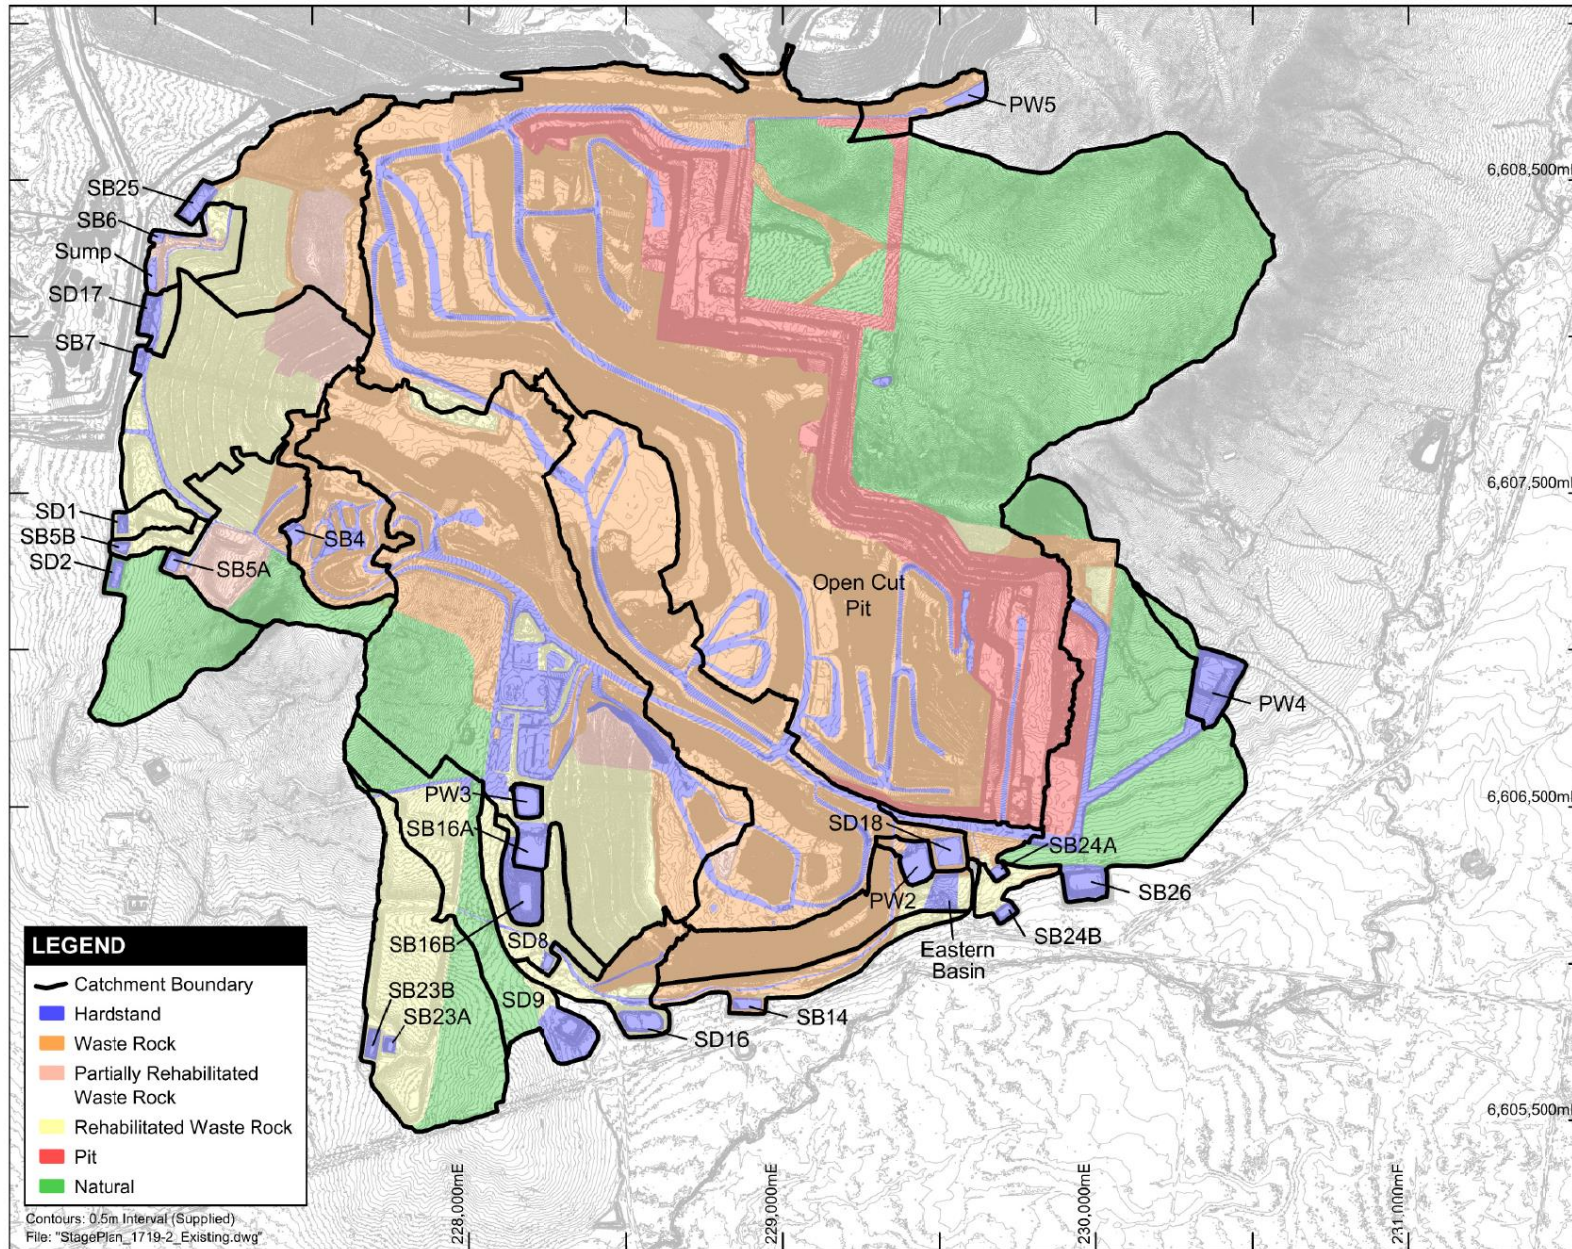 PW5
6,608,500mN
SB25
SB6
Sump
SD17
SB7
6,607,500mN
SD1
SB5B
SD2
SB4
SB5A
Open Cut
Pit
PW4
PW3
SB16A
SD18
SB24A
6,606,500mN
PW2
SB26
SB16B
SD8
Eastern
Basin
SB24B
SB23B
SB23A
SD9
SB14
SD16
6,605,500mN
LEGEND
Catchment Boundary
Hardstand
Waste Rock
Partially Rehabilitated
Waste Rock
Rehabilitated Waste Rock
Pit
Natural
228,000mE
229,000mE
230,000mE
231,000mE
Contours: 0.5m Interval (Supplied)
File: "StagePlan_1719-2_Existing.dwg"